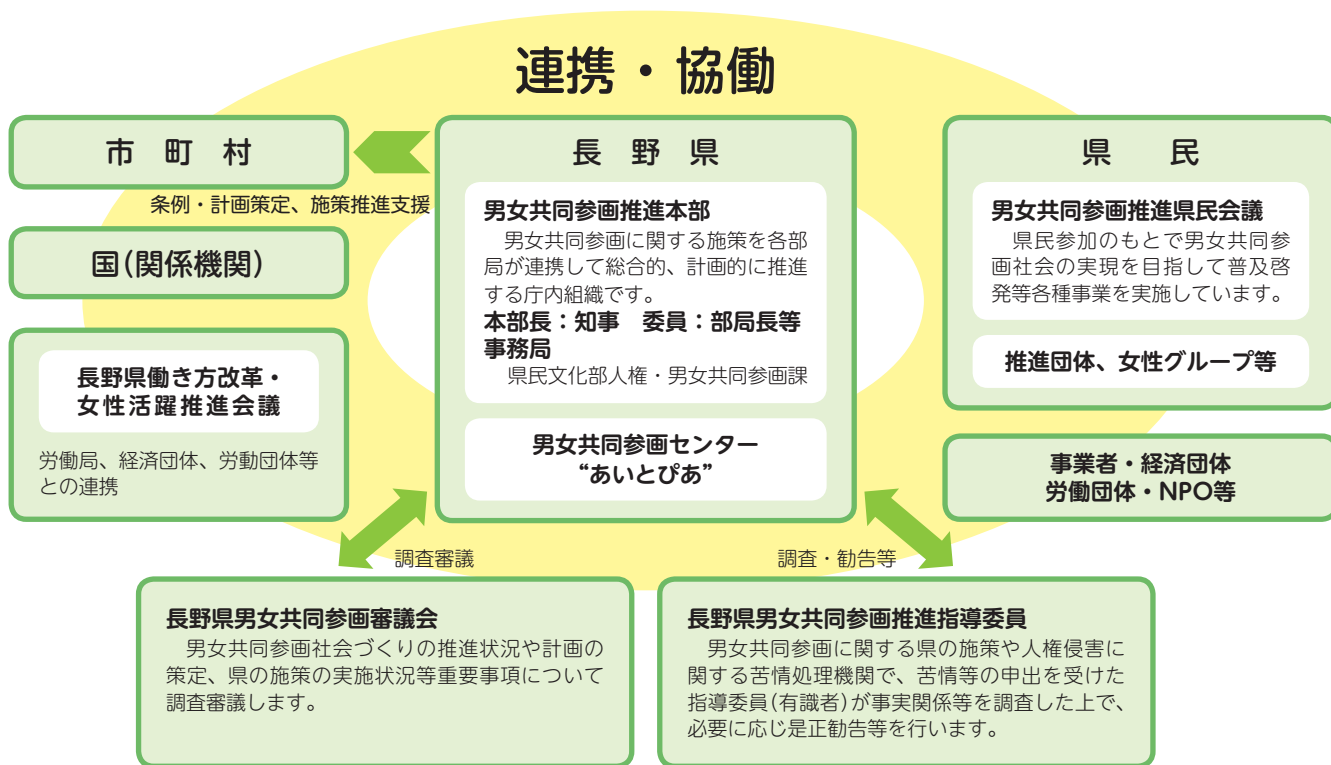 連携・協働
市　町　村
条例・計画策定、施策推進支援
国(関係機関)
長野県働き方改革・
女性活躍推進会議
労働局、経済団体、労働団体等
との連携
長　野　県
男女共同参画推進本部
　男女共同参画に関する施策を各部
局が連携して総合的、計画的に推進
する庁内組織です。
本部長：知事　委員：部局長等
事務局
県民文化部人権・男女共同参画課
男女共同参画センター
“あいとぴあ”
県　　民
男女共同参画推進県民会議
　県民参加のもとで男女共同参
画社会の実現を目指して普及啓
発等各種事業を実施しています。
推進団体、女性グループ等
事業者・経済団体
労働団体・NPO等
調査審議
調査・勧告等
長野県男女共同参画審議会
　男女共同参画社会づくりの推進状況や計画の
策定、県の施策の実施状況等重要事項について
調査審議します。
長野県男女共同参画推進指導委員
　男女共同参画に関する県の施策や人権侵害に
関する苦情処理機関で、苦情等の申出を受けた
指導委員(有識者)が事実関係等を調査した上で、
必要に応じ是正勧告等を行います。